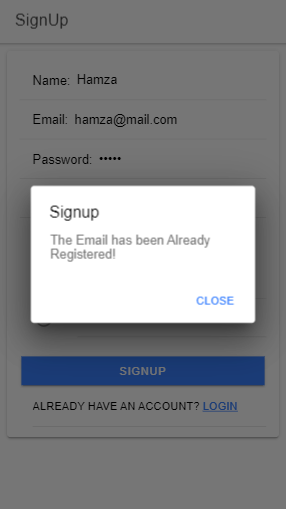 SignUp
Name: Hamza
Email: hamza@mail.com
Password: •••••
Signup
The Email has been Already
Registered!
CLOSE
SIGNUP
ALREADY HAVE AN ACCOUNT? LOGIN